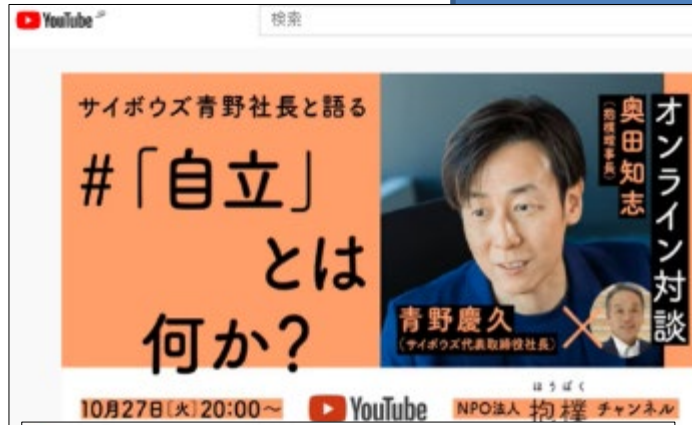 YouTube JP
検索
サイボウズ青野社長と語る
#「自立」
とは
何か?
オンライン対談
奥田知志
(抱樸理事長)
青野慶久
(サイボウズ代表取締役社長)
×
10月27日[火]20:00〜
YouTube
ほうぼく
NPO法人 抱樸 チャンネル